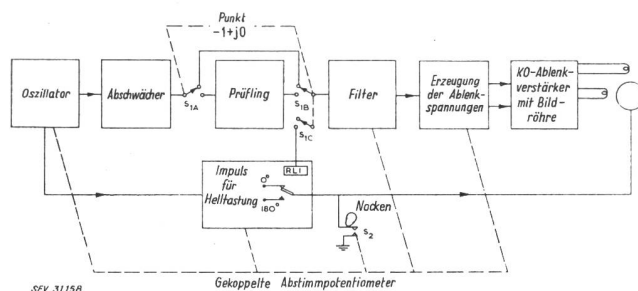 Punkt
-1+j0
Oszillator
Abschwächer
S1A
Prüfling
S1B
S1C
Filter
Erzeugung
der Ablenk-
spannungen
KO-Ablenk-
verstärker
mit Bild-
röhre
Impuls
für
Helltastung
RL1
0°
180°
Nocken
S2
Gekoppelte Abstimmpotentiometer
SEV 31158